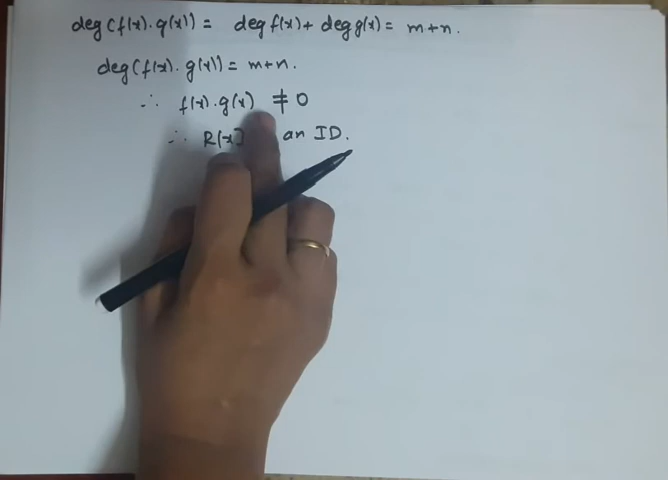 deg(f(x).g(x)) = deg f(x) + deg g(x) = m+n.
deg(f(x).g(x)) = m+n.
∴ f(x).g(x) ≠ 0
∴ R[x] an ID.